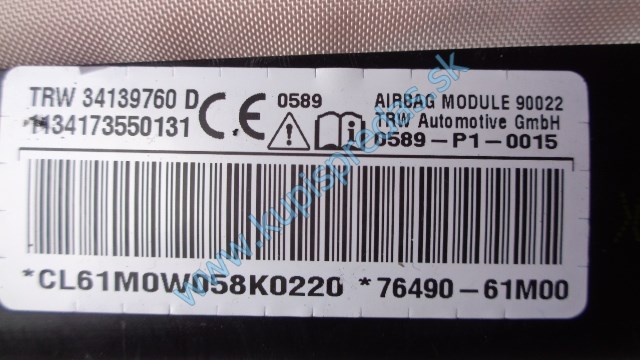 TRW 34139760 D
*1134173550131
CE 0589
AIRBAG MODULE 90022
TRW Automotive GmbH
0589-P1-0015
*CL61M0W058K0220 *76490-61M00
www.kupispredas.sk